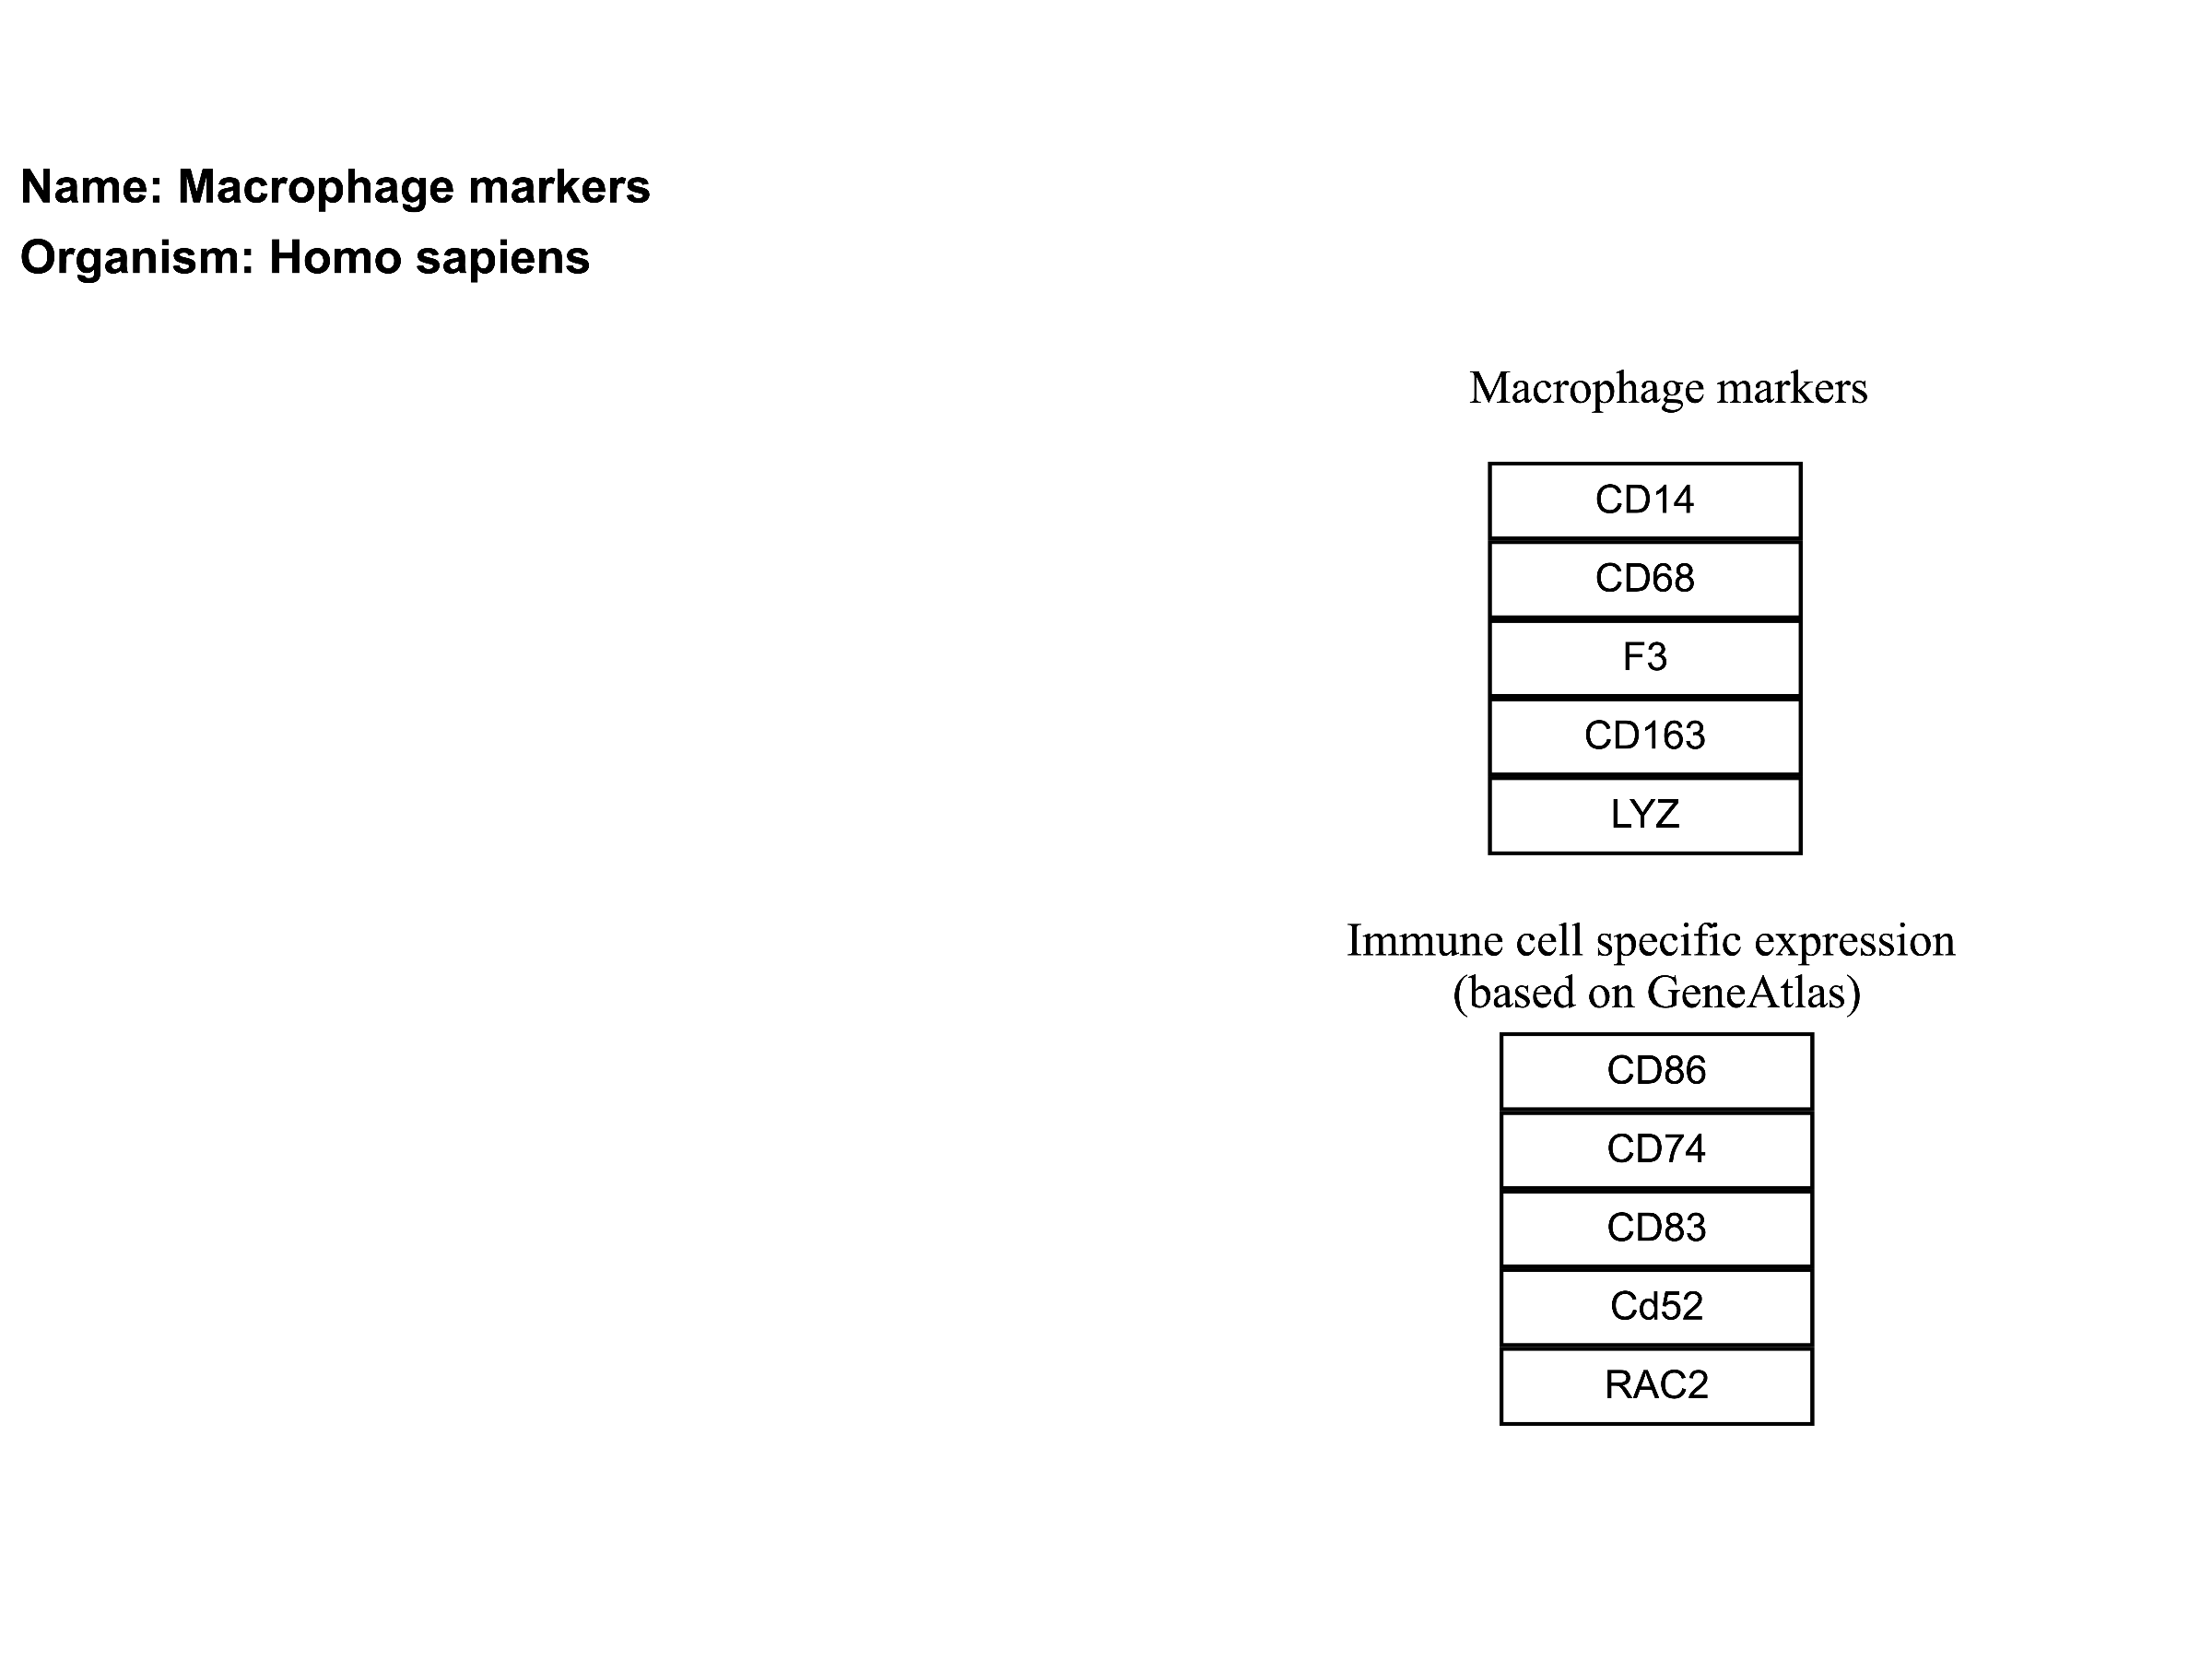 Name: Macrophage markers
Organism: Homo sapiens
Macrophage markers
CD14
CD68
F3
CD163
LYZ
Immune cell specific expression
(based on GeneAtlas)
CD86
CD74
CD83
Cd52
RAC2